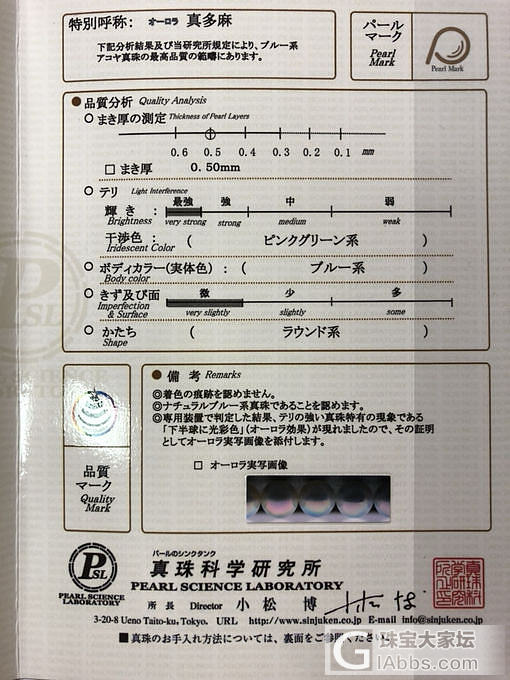 特別呼称: オーロラ 真多麻
下記分析結果及び当研究所規定により、ブルー系
アコヤ真珠の最高品質の範疇にあります。
パール
マーク
Pearl
Mark
Pearl Mark
品質分析 Quality Analysis
まき厚の測定 Thickness of Pearl Layers
0.6 0.5 0.4 0.3 0.2 0.1 mm
□ まき厚 0.50mm
テリ Light Interference
最強 強 中 弱
輝き:
Brightness very strong strong medium weak
干渉色: ( ピンクグリーン系 )
Iridescent Color
ボディカラー(実体色): ( ブルー系 )
Body color
きず及び面 微 少 多
Imperfection
& Surface very slightly slightly some
かたち ( ラウンド系 )
Shape
備考 Remarks
◎着色の痕跡を認めません。
◎ナチュラルブルー系真珠であることを認めます。
◎専用装置で判定した結果、テリの強い真珠特有の現象である
「下半球に光彩色」(オーロラ効果)が現れましたので、その証明
としてオーロラ実写画像を添付します。
□ オーロラ実写画像
品質
マーク
Quality
Mark
PSL
PEARL SCIENCE
LABORATORY
パールのシンクタンク
真珠科学研究所
PEARL SCIENCE LABORATORY
所長 Director 小松 博
真珠科学研究所之印
3-20-8 Ueno Taito-ku, Tokyo. URL http://www.sinjuken.co.jp E-mail info@sinjuken.co.jp
■真珠のお手入れ方法については、裏面をご参照ください。
珠宝大家坛
GIAbbs.com